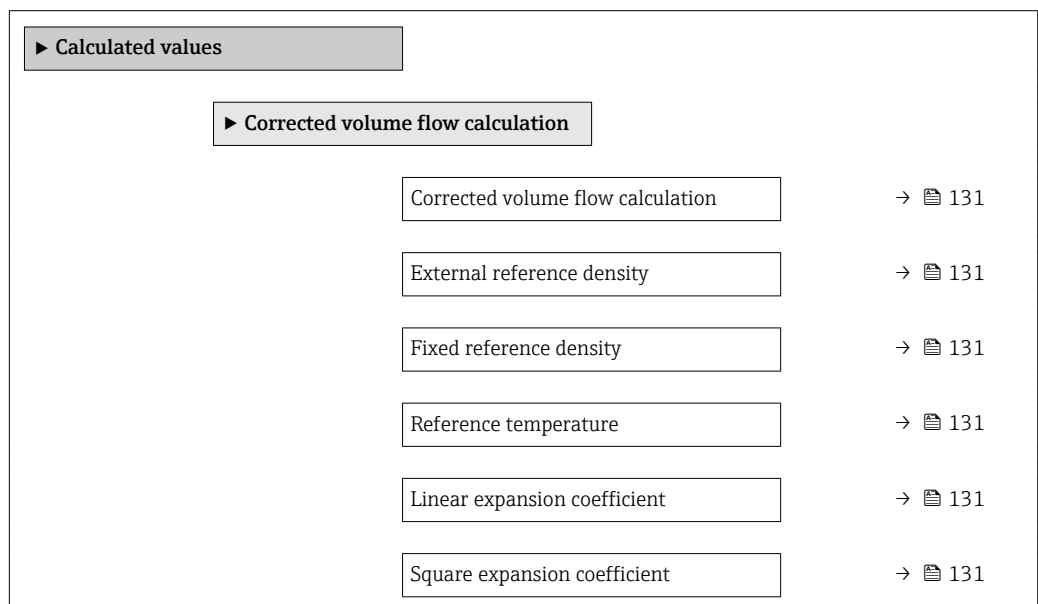 ▶ Calculated values
▶ Corrected volume flow calculation
Corrected volume flow calculation → 131
External reference density → 131
Fixed reference density → 131
Reference temperature → 131
Linear expansion coefficient → 131
Square expansion coefficient → 131